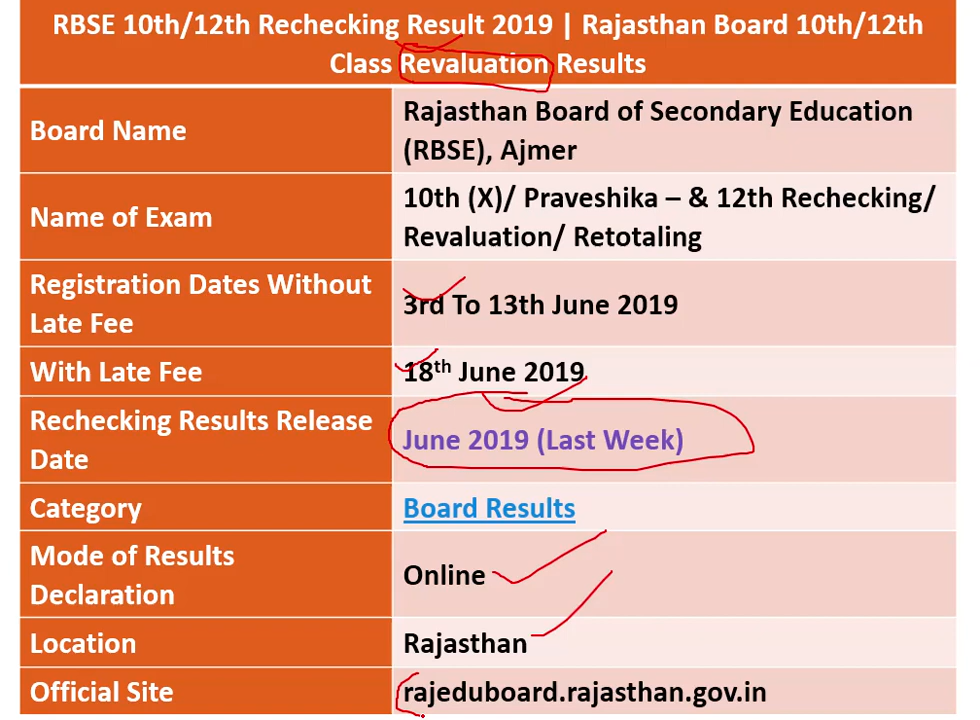 RBSE 10th/12th Rechecking Result 2019 | Rajasthan Board 10th/12th
Class Revaluation Results
Board Name
Rajasthan Board of Secondary Education
(RBSE), Ajmer
Name of Exam
10th (X)/ Praveshika – & 12th Rechecking/
Revaluation/ Retotaling
Registration Dates Without
Late Fee
3rd To 13th June 2019
With Late Fee
18th June 2019
Rechecking Results Release
Date
June 2019 (Last Week)
Category
Board Results
Mode of Results
Declaration
Online
Location
Rajasthan
Official Site
rajeduboard.rajasthan.gov.in